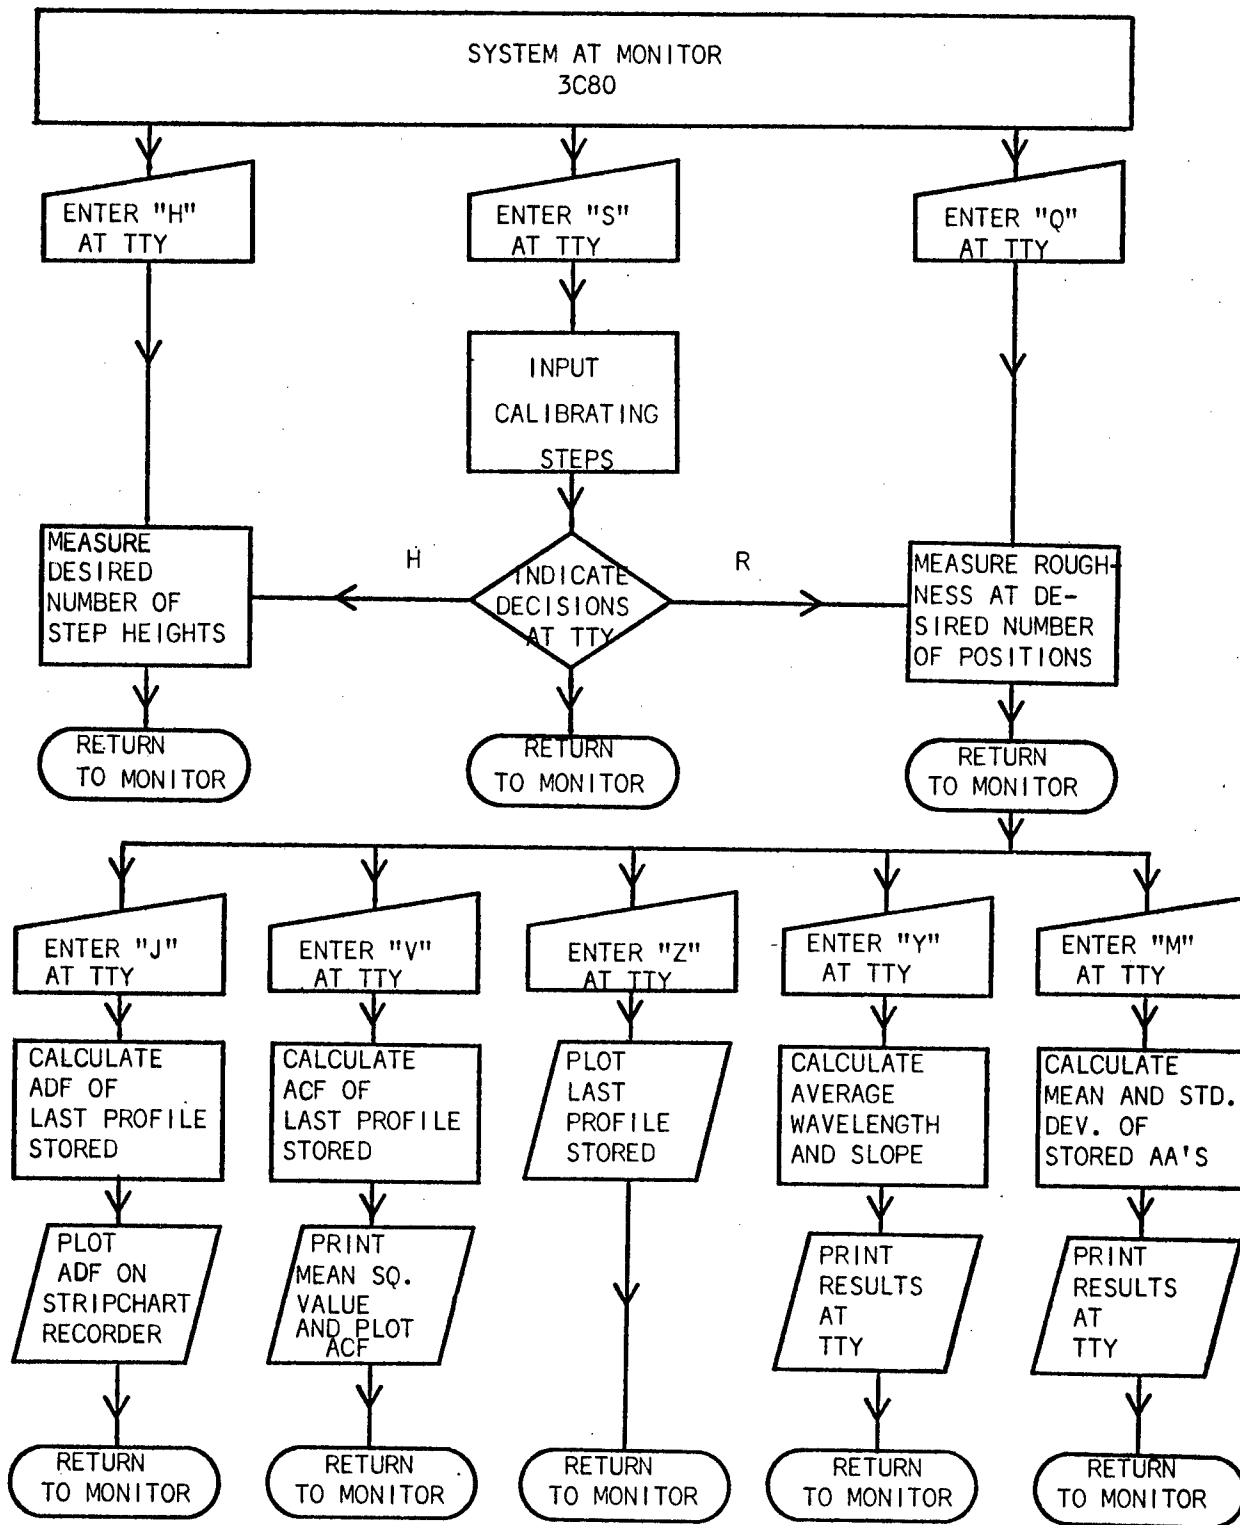 SYSTEM AT MONITOR
3C80
ENTER "H"
AT TTY
ENTER "S"
AT TTY
ENTER "Q"
AT TTY
INPUT
CALIBRATING
STEPS
MEASURE
DESIRED
NUMBER OF
STEP HEIGHTS
H
INDICATE
DECISIONS
AT TTY
R
MEASURE ROUGH-
NESS AT DE-
SIRED NUMBER
OF POSITIONS
RETURN
TO MONITOR
RETURN
TO MONITOR
RETURN
TO MONITOR
ENTER "J"
AT TTY
ENTER "V"
AT TTY
ENTER "Z"
AT TTY
ENTER "Y"
AT TTY
ENTER "M"
AT TTY
CALCULATE
ADF OF
LAST PROFILE
STORED
CALCULATE
ACF OF
LAST PROFILE
STORED
PLOT
LAST
PROFILE
STORED
CALCULATE
AVERAGE
WAVELENGTH
AND SLOPE
CALCULATE
MEAN AND STD.
DEV. OF
STORED AA'S
PLOT
ADF ON
STRIPCHART
RECORDER
PRINT
MEAN SQ.
VALUE
AND PLOT
ACF
PRINT
RESULTS
AT
TTY
PRINT
RESULTS
AT
TTY
RETURN
TO MONITOR
RETURN
TO MONITOR
RETURN
TO MONITOR
RETURN
TO MONITOR
RETURN
TO MONITOR